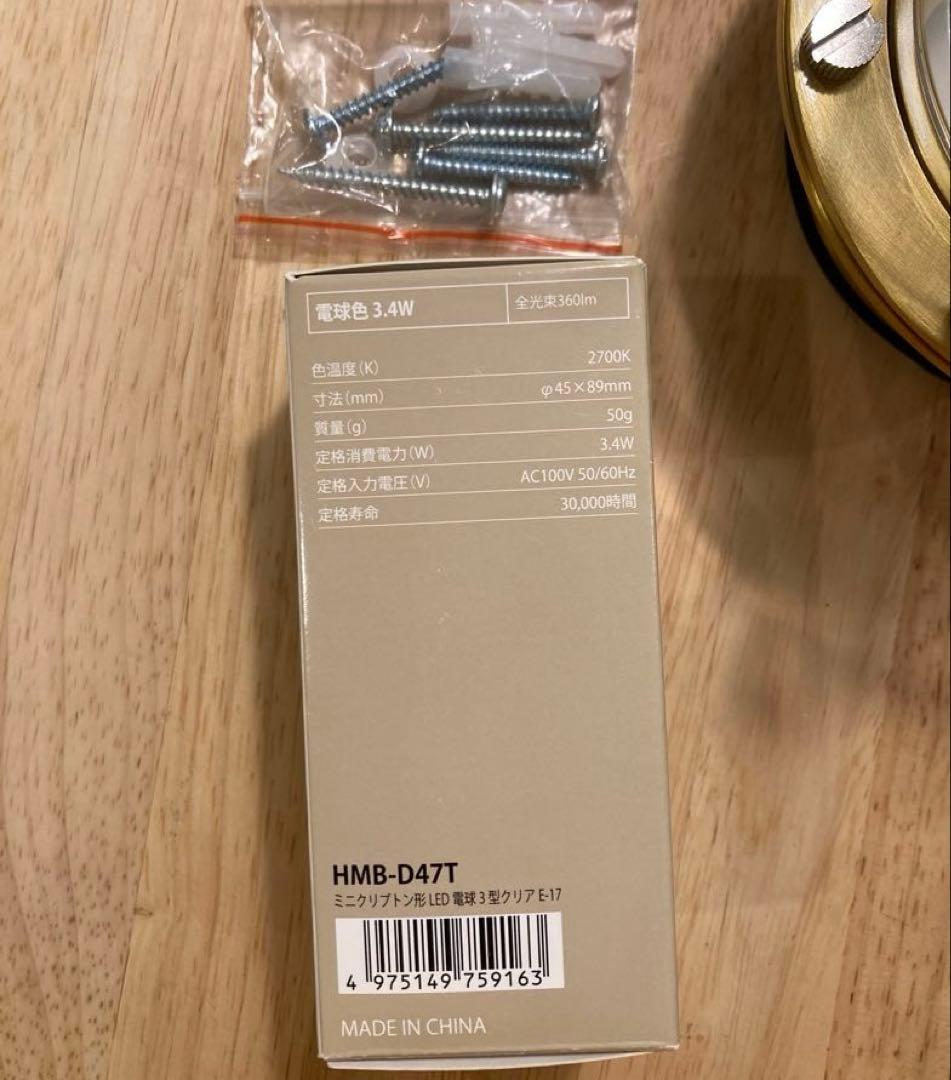 電球色 3.4W
全光束360lm
色温度(K) 2700K
寸法(mm) φ45×89mm
質量(g) 50g
定格消費電力(W) 3.4W
定格入力電圧(V) AC100V 50/60Hz
定格寿命 30,000時間
HMB-D47T
ミニクリプトン形 LED 電球 3 型クリア E-17
4 975149 759163
MADE IN CHINA